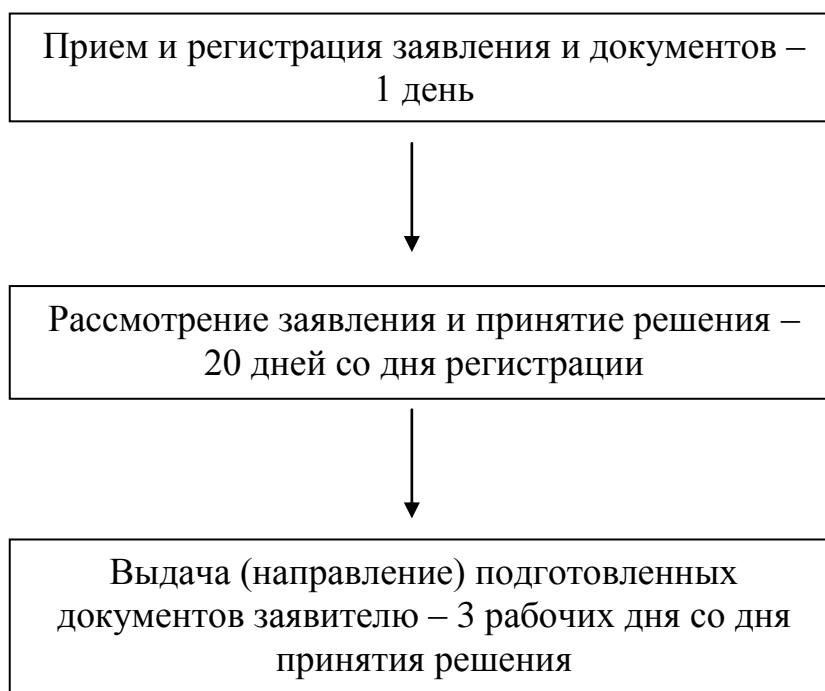 Прием и регистрация заявления и документов –
1 день
Рассмотрение заявления и принятие решения –
20 дней со дня регистрации
Выдача (направление) подготовленных
документов заявителю – 3 рабочих дня со дня
принятия решения